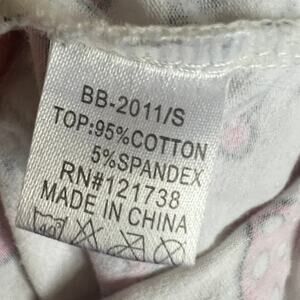 BB-2011/S
TOP:95%COTTON
5%SPANDEX
RN#121738
MADE IN CHINA